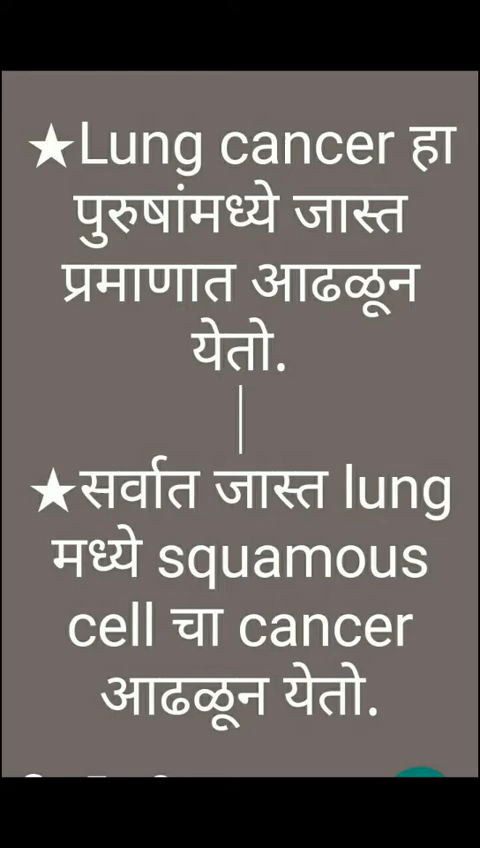 ★Lung cancer हा
पुरुषांमध्ये जास्त
प्रमाणात आढळून
येतो.
★सर्वात जास्त lung
मध्ये squamous
cell चा cancer
आढळून येतो.